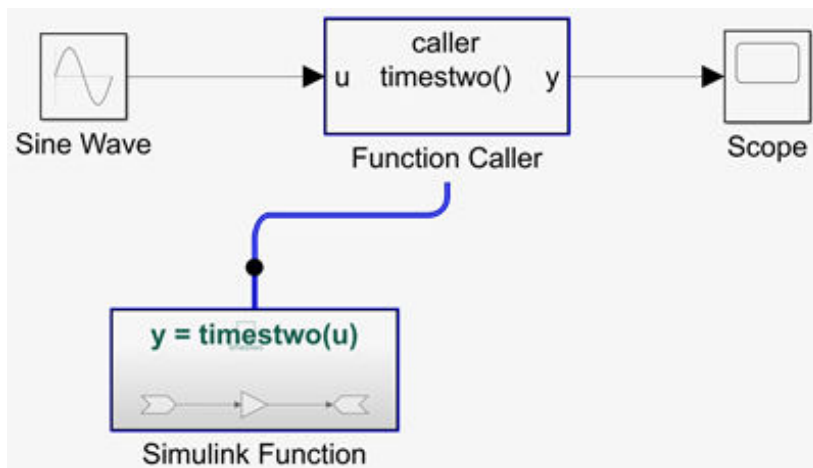 caller
u timestwo() y
Sine Wave
Function Caller
Scope
y = timestwo(u)
Simulink Function